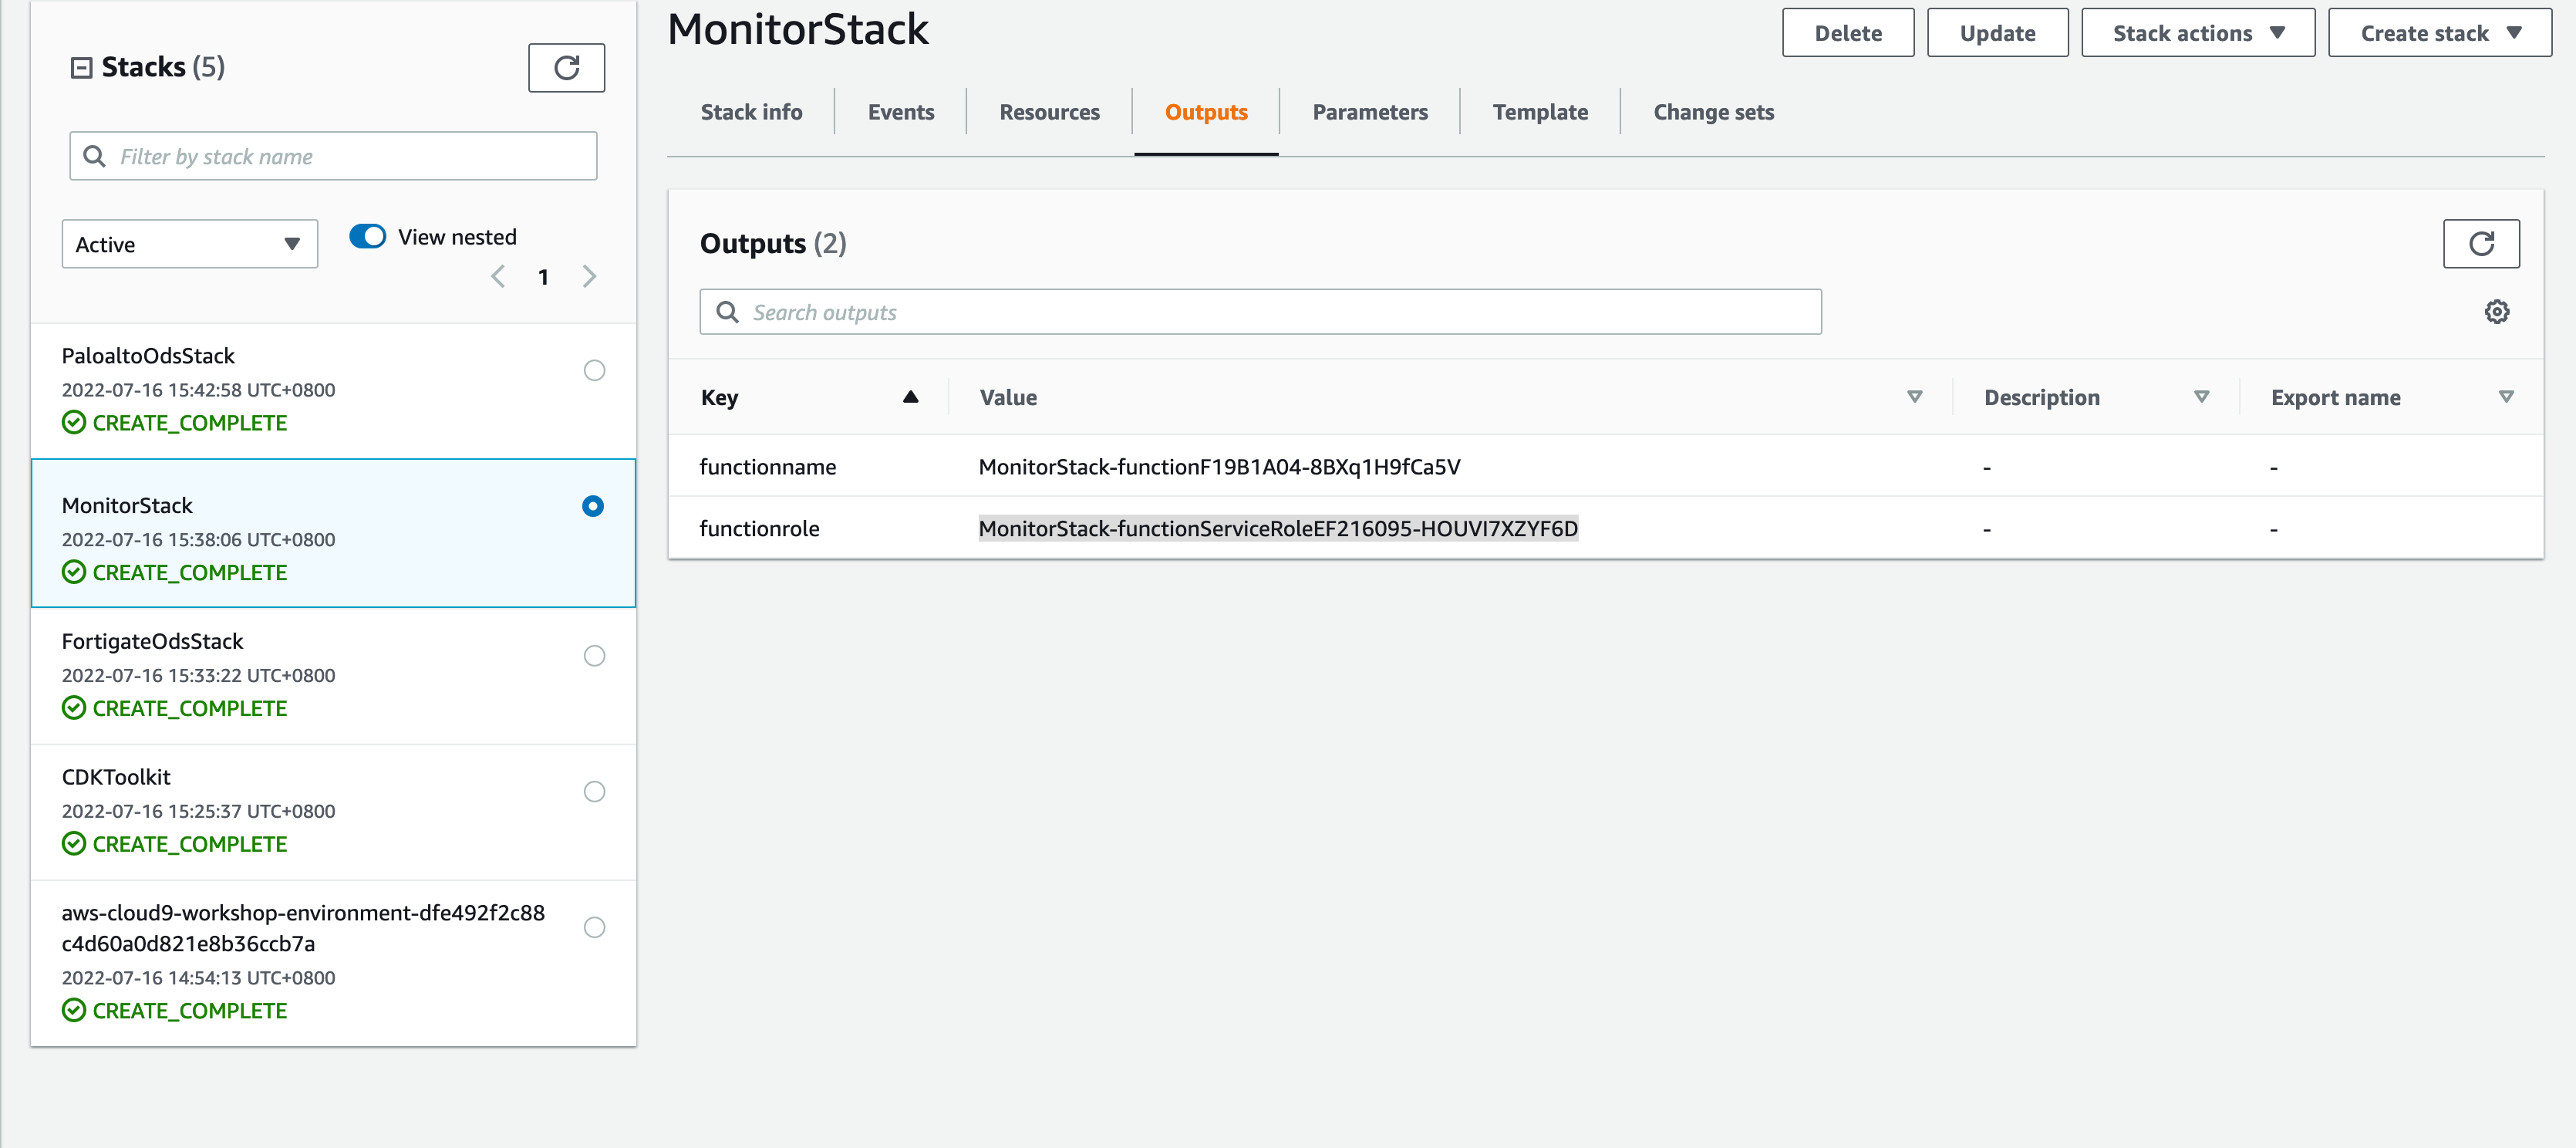 Stacks (5)
Filter by stack name
Active
View nested
1
PaloaltoOdsStack
2022-07-16 15:42:58 UTC+0800
CREATE_COMPLETE
MonitorStack
2022-07-16 15:38:06 UTC+0800
CREATE_COMPLETE
FortigateOdsStack
2022-07-16 15:33:22 UTC+0800
CREATE_COMPLETE
CDKToolkit
2022-07-16 15:25:37 UTC+0800
CREATE_COMPLETE
aws-cloud9-workshop-environment-dfe492f2c88
c4d60a0d821e8b36ccb7a
2022-07-16 14:54:13 UTC+0800
CREATE_COMPLETE
MonitorStack
Delete Update Stack actions Create stack
Stack info Events Resources Outputs Parameters Template Change sets
Outputs (2)
Search outputs
Key Value Description Export name
functionname MonitorStack-functionF19B1A04-8BXq1H9fCa5V - -
functionrole MonitorStack-functionServiceRoleEF216095-HOUVI7XZYF6D - -